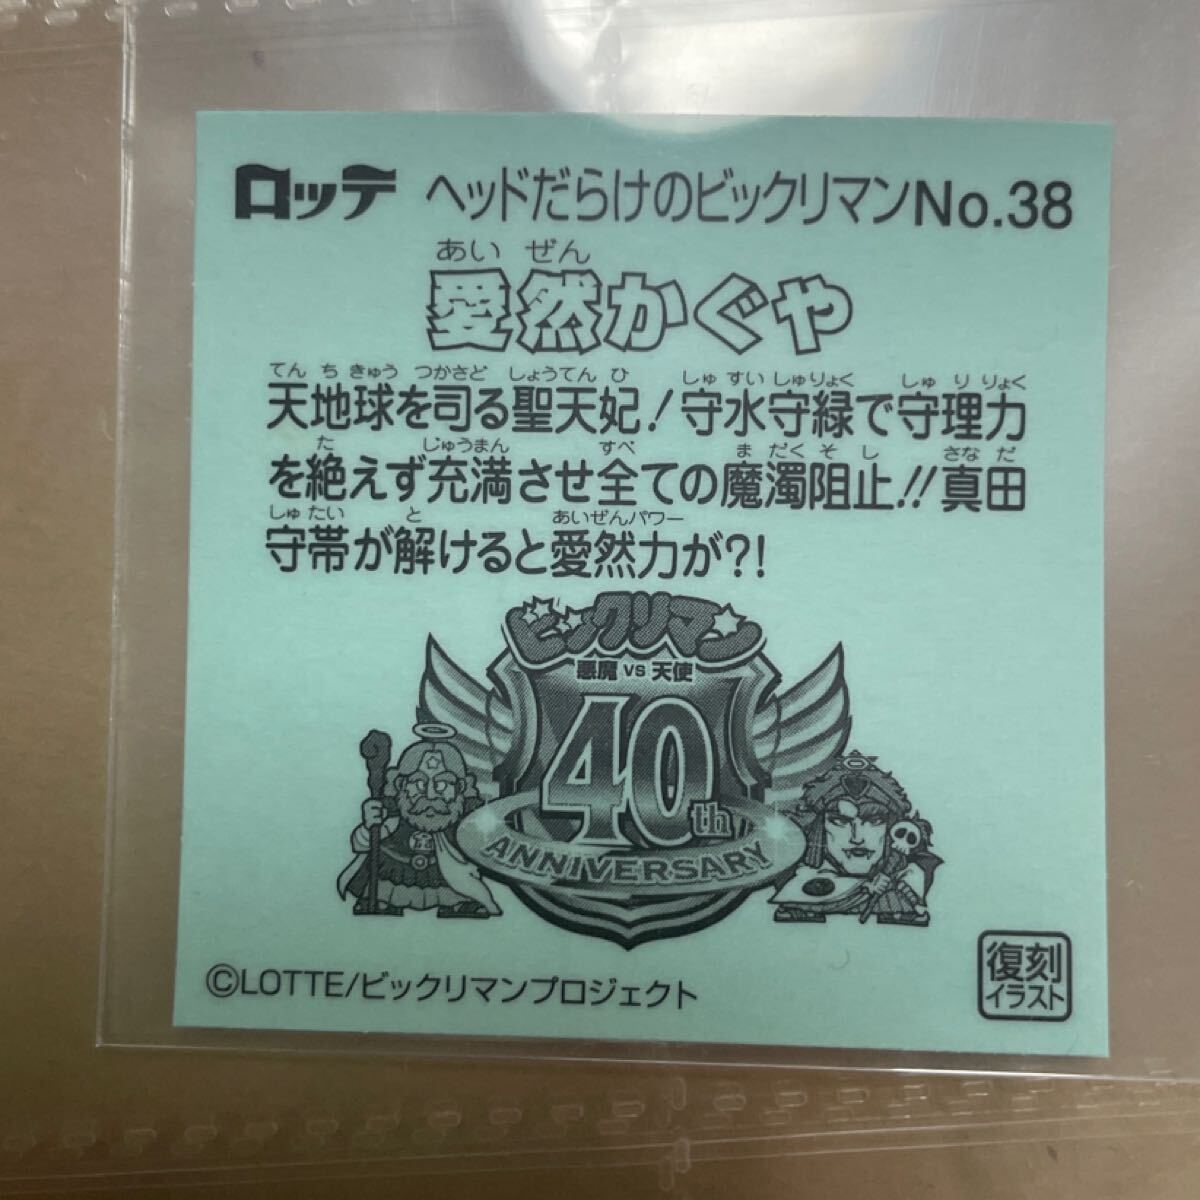 ロッテ ヘッドだらけのビックリマンNo.38
あい ぜん
愛然かぐや
てん ち きゅう つかさど しょうてん ひ しゅ すい しゅりょく しゅ り りょく
天地球を司る聖天妃!守水守緑で守理力
た じゅうまん すべ ま だく そ し さな だ
を絶えず充満させ全ての魔濁阻止!!真田
しゅ たい と あいぜんパワー
守帯が解けると愛然力が?!
ビックリマン
悪魔 VS 天使
40th
ANNIVERSARY
©LOTTE/ビックリマンプロジェクト
復刻
イラスト